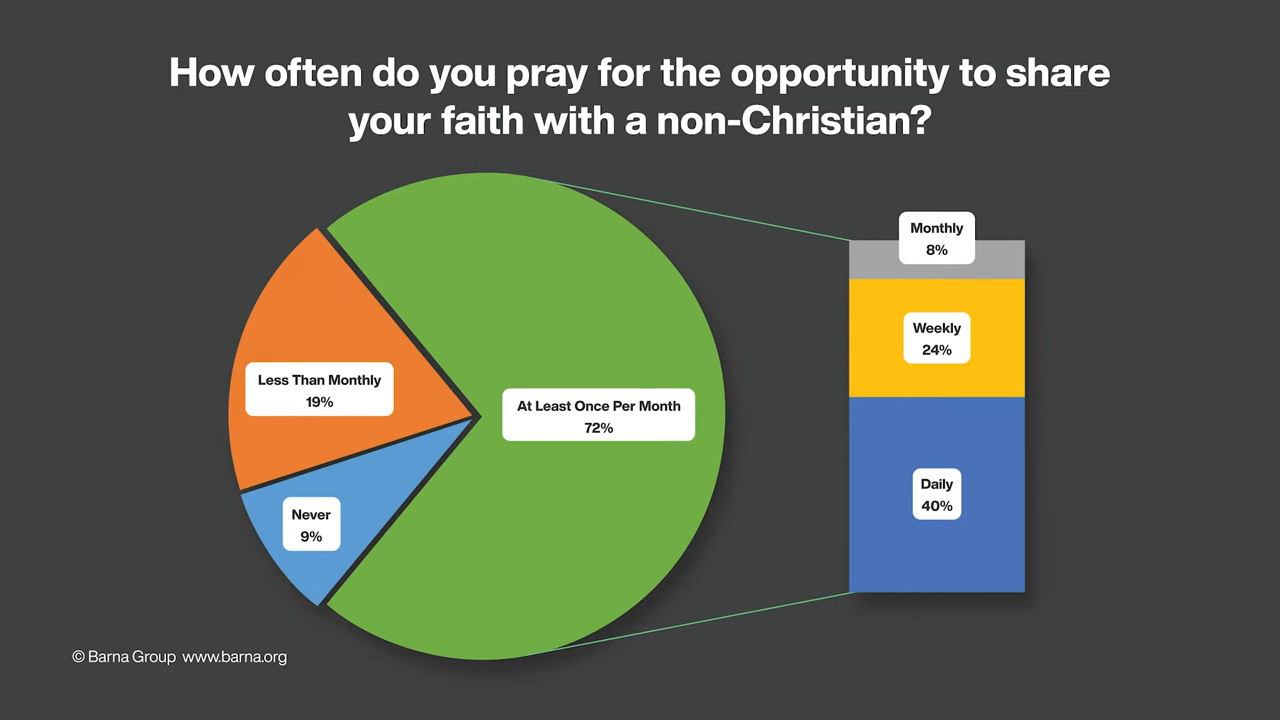 How often do you pray for the opportunity to share
your faith with a non-Christian?
Less Than Monthly
19%
Never
9%
At Least Once Per Month
72%
Monthly
8%
Weekly
24%
Daily
40%
© Barna Group www.barna.org